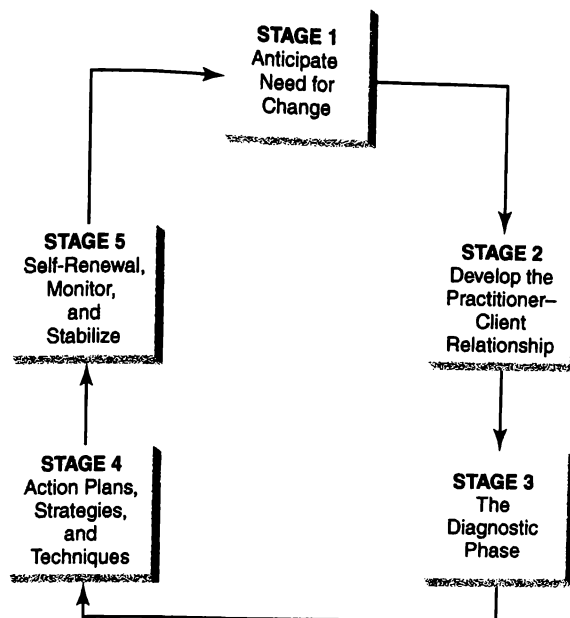 STAGE 1
Anticipate
Need for
Change
STAGE 2
Develop the
Practitioner–
Client
Relationship
STAGE 3
The
Diagnostic
Phase
STAGE 4
Action Plans,
Strategies,
and
Techniques
STAGE 5
Self-Renewal,
Monitor,
and
Stabilize